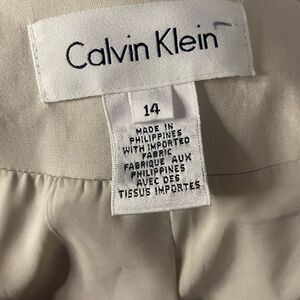 Calvin Klein
14
MADE IN
PHILIPPINES
WITH IMPORTED
FABRIC
FABRIQUE AUX
PHILIPPINES
AVEC DES
TISSUS IMPORTES